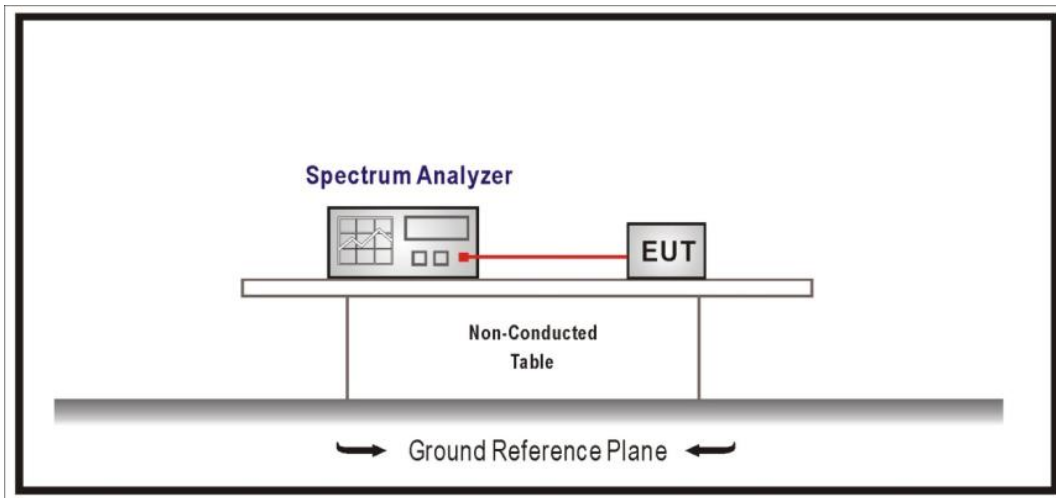 Spectrum Analyzer
EUT
Non-Conducted
Table
Ground Reference Plane